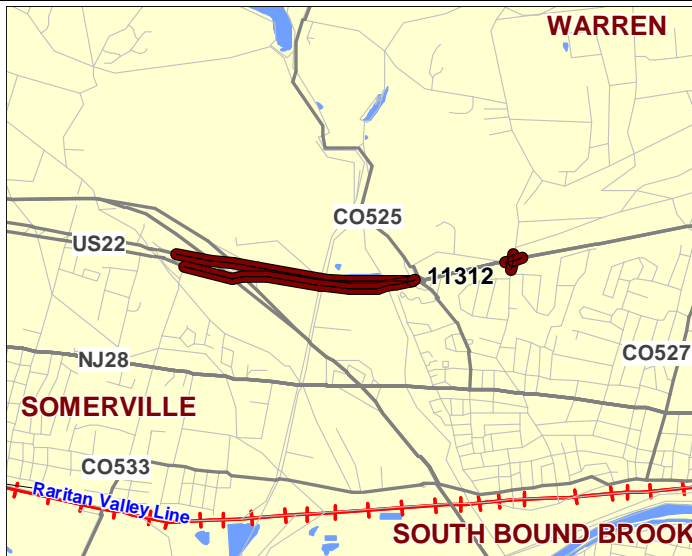 WARREN
CO525
US22
11312
NJ28
CO527
SOMERVILLE
CO533
Raritan Valley Line
SOUTH BOUND BROOK